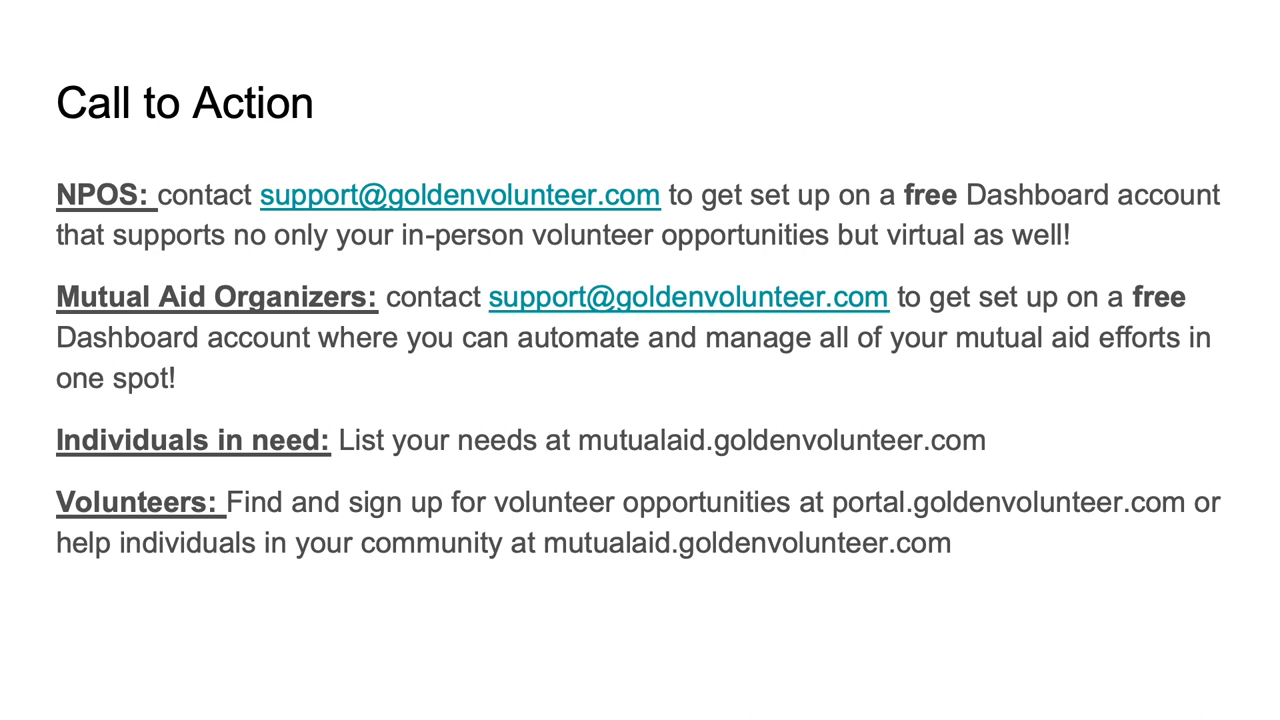 Call to Action
NPOS: contact support@goldenvolunteer.com to get set up on a free Dashboard account
that supports no only your in-person volunteer opportunities but virtual as well!
Mutual Aid Organizers: contact support@goldenvolunteer.com to get set up on a free
Dashboard account where you can automate and manage all of your mutual aid efforts in
one spot!
Individuals in need: List your needs at mutualaid.goldenvolunteer.com
Volunteers: Find and sign up for volunteer opportunities at portal.goldenvolunteer.com or
help individuals in your community at mutualaid.goldenvolunteer.com